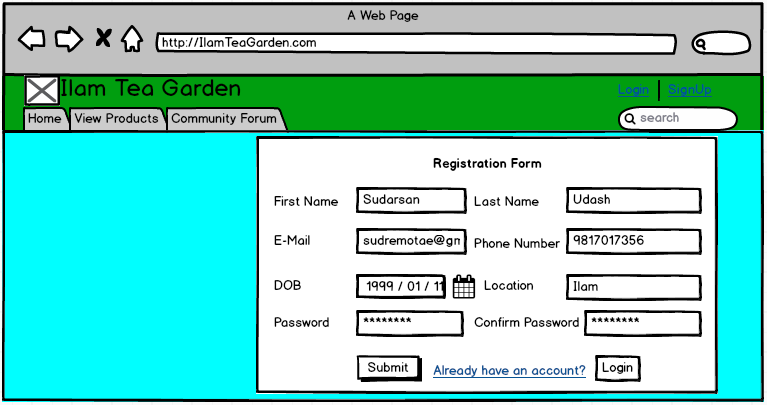 A Web Page
http://IlamTeaGarden.com
Ilam Tea Garden
Login SignUp
Home View Products Community Forum search
Registration Form
First Name Sudarsan Last Name Udash
E-Mail sudremotae@gm Phone Number 9817017356
DOB 1999 / 01 / 11 Location Ilam
Password ******** Confirm Password ********
Submit Already have an account? Login